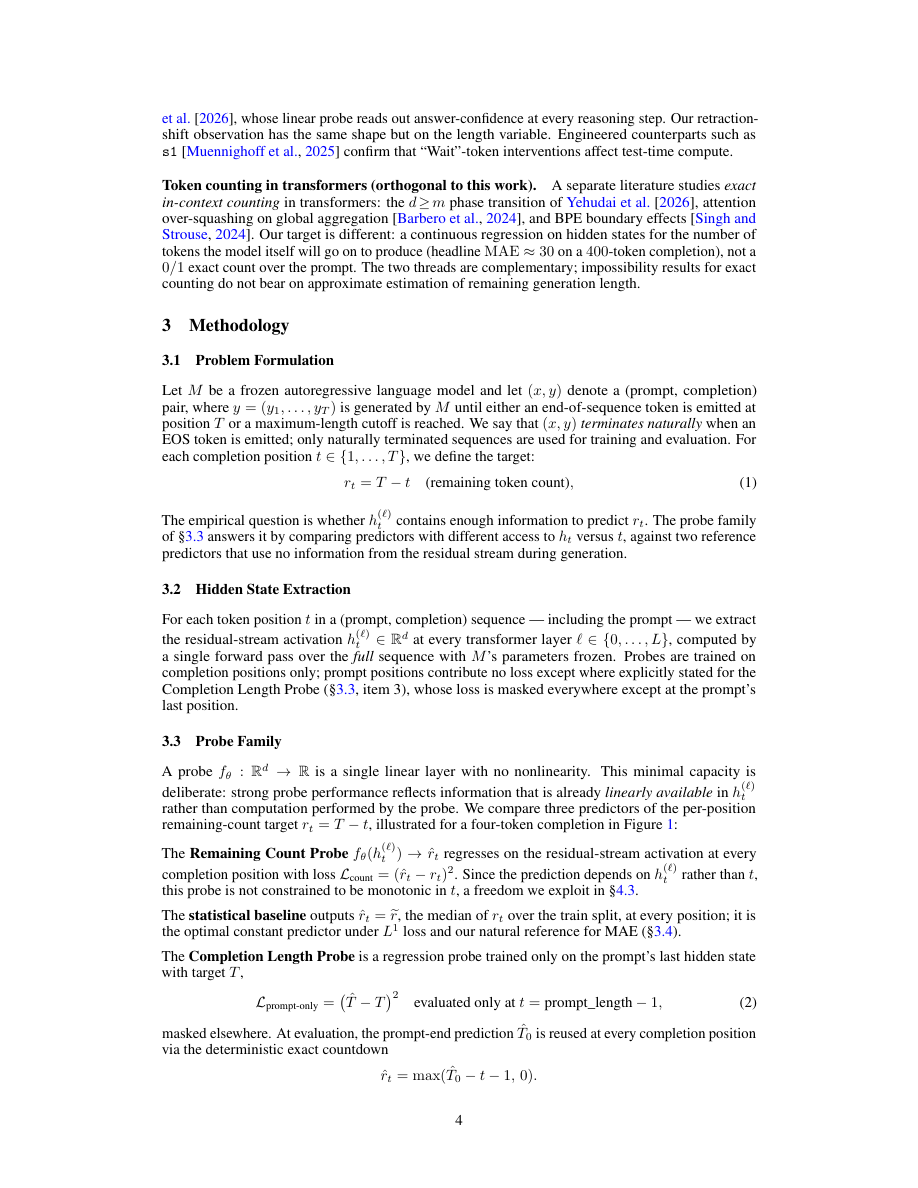 et al. [2026], whose linear probe reads out answer-confidence at every reasoning step. Our retraction-
shift observation has the same shape but on the length variable. Engineered counterparts such as
s1 [Muennighoff et al., 2025] confirm that “Wait”-token interventions affect test-time compute.
Token counting in transformers (orthogonal to this work). A separate literature studies exact
in-context counting in transformers: the d ≥ m phase transition of Yehudai et al. [2026], attention
over-squashing on global aggregation [Barbero et al., 2024], and BPE boundary effects [Singh and
Strouse, 2024]. Our target is different: a continuous regression on hidden states for the number of
tokens the model itself will go on to produce (headline MAE ≈ 30 on a 400-token completion), not a
0/1 exact count over the prompt. The two threads are complementary; impossibility results for exact
counting do not bear on approximate estimation of remaining generation length.
3 Methodology
3.1 Problem Formulation
Let M be a frozen autoregressive language model and let (x, y) denote a (prompt, completion)
pair, where y = (y₁, . . . , y_T) is generated by M until either an end-of-sequence token is emitted at
position T or a maximum-length cutoff is reached. We say that (x, y) terminates naturally when an
EOS token is emitted; only naturally terminated sequences are used for training and evaluation. For
each completion position t ∈ {1, . . . , T}, we define the target:
r_t = T − t (remaining token count), (1)
The empirical question is whether h_t^(ℓ) contains enough information to predict r_t. The probe family
of §3.3 answers it by comparing predictors with different access to h_t versus t, against two reference
predictors that use no information from the residual stream during generation.
3.2 Hidden State Extraction
For each token position t in a (prompt, completion) sequence — including the prompt — we extract
the residual-stream activation h_t^(ℓ) ∈ ℝ^d at every transformer layer ℓ ∈ {0, . . . , L}, computed by
a single forward pass over the full sequence with M’s parameters frozen. Probes are trained on
completion positions only; prompt positions contribute no loss except where explicitly stated for the
Completion Length Probe (§3.3, item 3), whose loss is masked everywhere except at the prompt’s
last position.
3.3 Probe Family
A probe f_θ : ℝ^d → ℝ is a single linear layer with no nonlinearity. This minimal capacity is
deliberate: strong probe performance reflects information that is already linearly available in h_t^(ℓ)
rather than computation performed by the probe. We compare three predictors of the per-position
remaining-count target r_t = T − t, illustrated for a four-token completion in Figure 1:
The Remaining Count Probe f_θ(h_t^(ℓ)) → r̂_t regresses on the residual-stream activation at every
completion position with loss ℒ_count = (r̂_t − r_t)². Since the prediction depends on h_t^(ℓ) rather than t,
this probe is not constrained to be monotonic in t, a freedom we exploit in §4.3.
The statistical baseline outputs r̂_t = r̃, the median of r_t over the train split, at every position; it is
the optimal constant predictor under L¹ loss and our natural reference for MAE (§3.4).
The Completion Length Probe is a regression probe trained only on the prompt’s last hidden state
with target T,
ℒ_prompt-only = (T̂ − T)² evaluated only at t = prompt_length − 1, (2)
masked elsewhere. At evaluation, the prompt-end prediction T̂₀ is reused at every completion position
via the deterministic exact countdown
r̂_t = max(T̂₀ − t − 1, 0).
4